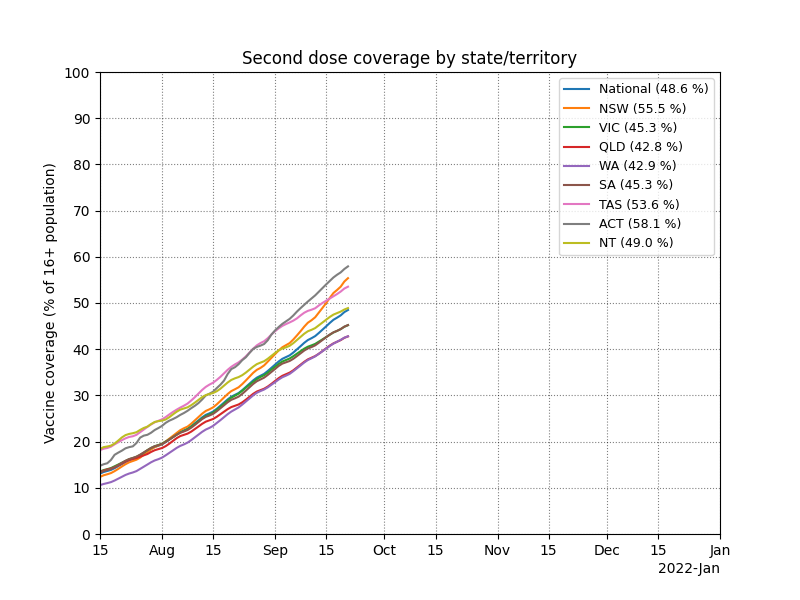 Second dose coverage by state/territory
Vaccine coverage (% of 16+ population)
100
90
80
70
60
50
40
30
20
10
0
National (48.6 %)
NSW (55.5 %)
VIC (45.3 %)
QLD (42.8 %)
WA (42.9 %)
SA (45.3 %)
TAS (53.6 %)
ACT (58.1 %)
NT (49.0 %)
15 Aug 15 Sep 15 Oct 15 Nov 15 Dec 15 Jan
2022-Jan